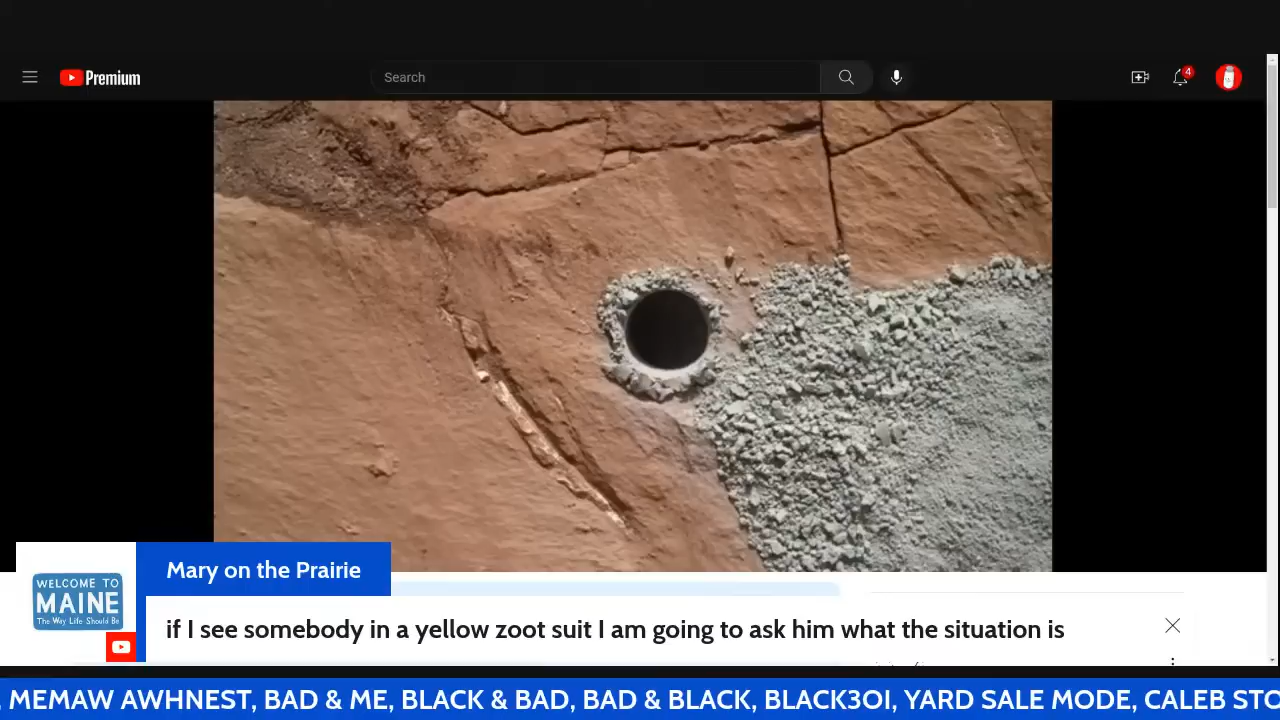 Premium
Search
4
WELCOME TO
MAINE
The Way Life Should Be
Mary on the Prairie
if I see somebody in a yellow zoot suit I am going to ask him what the situation is
MEMAW AWHNEST, BAD & ME, BLACK & BAD, BAD & BLACK, BLACK3OI, YARD SALE MODE, CALEB STO